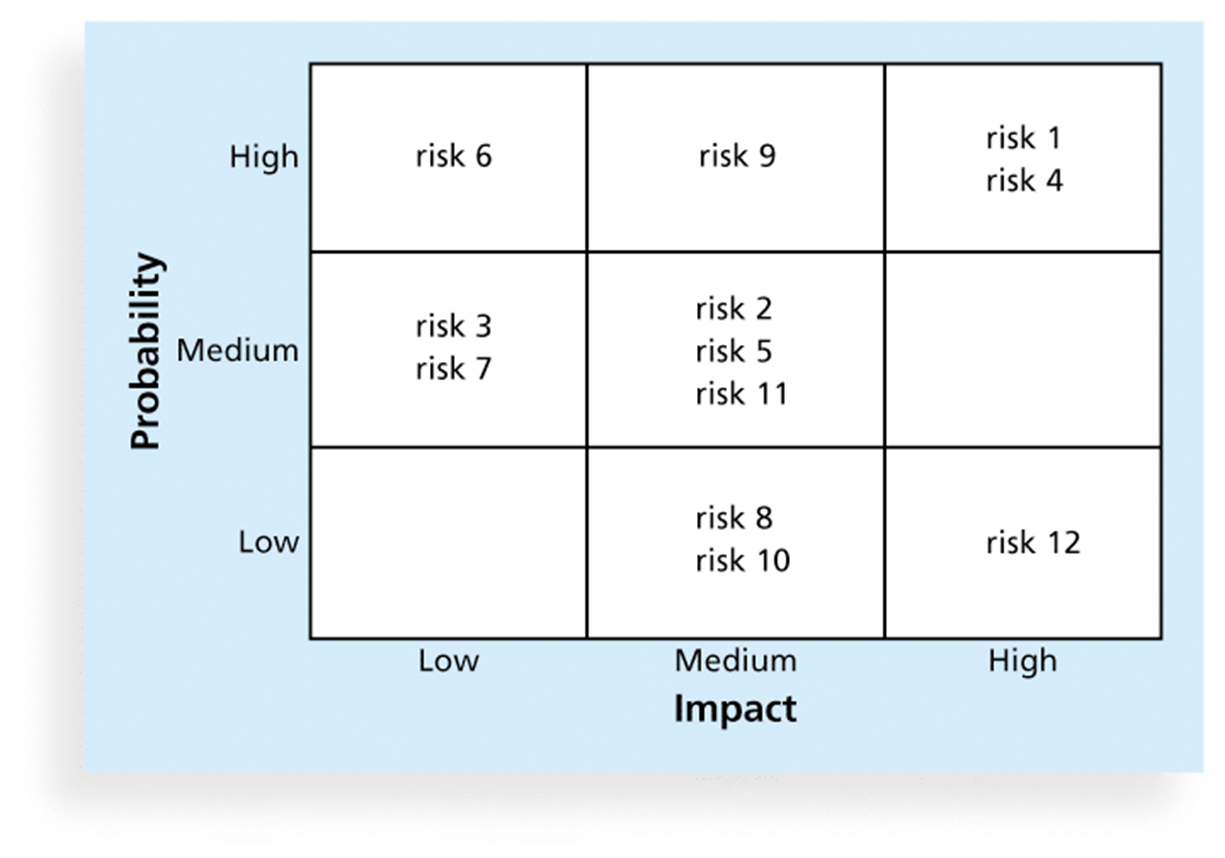 Probability
High
risk 6
risk 9
risk 1
risk 4
Medium
risk 3
risk 7
risk 2
risk 5
risk 11
Low
risk 8
risk 10
risk 12
Low
Medium
High
Impact